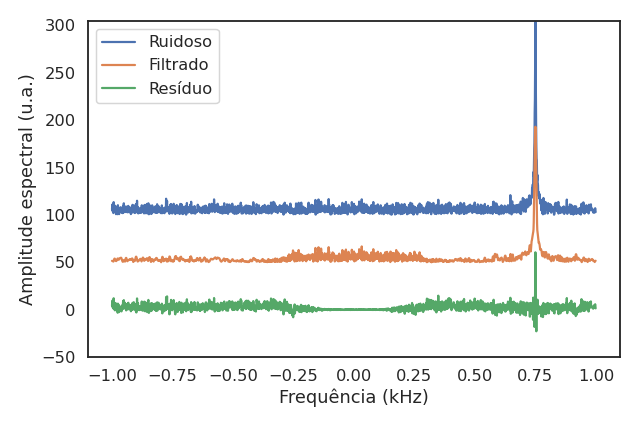 300
250
200
150
100
50
0
−50
Amplitude espectral (u.a.)
Ruidoso
Filtrado
Resíduo
−1.00 −0.75 −0.50 −0.25 0.00 0.25 0.50 0.75 1.00
Frequência (kHz)